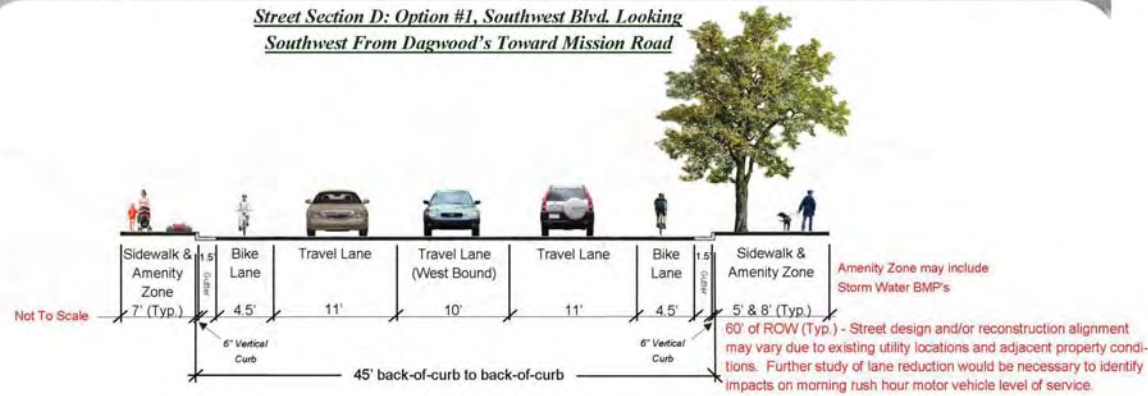 Street Section D: Option #1, Southwest Blvd. Looking
Southwest From Dagwood's Toward Mission Road
Sidewalk &
Amenity
Zone
7' (Typ.)
1.5'
Gutter
Bike
Lane
4.5'
Travel Lane
11'
Travel Lane
(West Bound)
10'
Travel Lane
11'
Bike
Lane
4.5'
1.5'
Gutter
Sidewalk &
Amenity Zone
5' & 8' (Typ.)
Amenity Zone may include
Storm Water BMP's
Not To Scale
6" Vertical
Curb
6" Vertical
Curb
45' back-of-curb to back-of-curb
60' of ROW (Typ.) - Street design and/or reconstruction alignment
may vary due to existing utility locations and adjacent property condi-
tions. Further study of lane reduction would be necessary to identify
impacts on morning rush hour motor vehicle level of service.